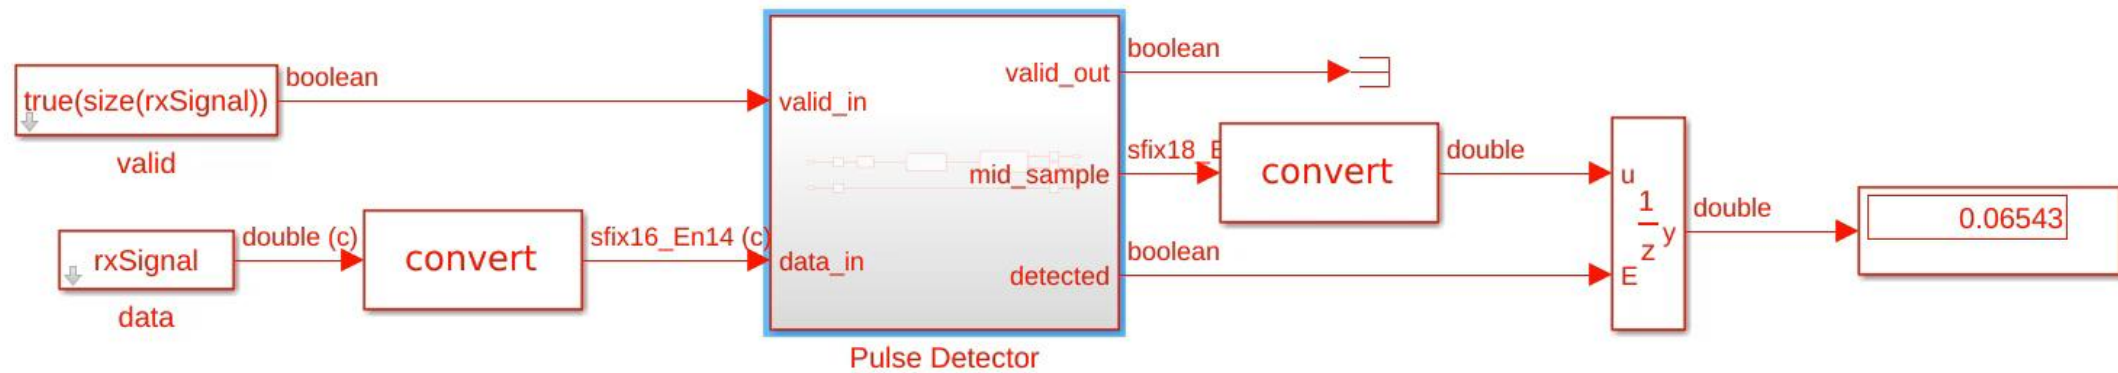 true(size(rxSignal))
boolean
valid
rxSignal
double (c)
data
convert
sfix16_En14 (c)
valid_in
data_in
valid_out
mid_sample
detected
Pulse Detector
boolean
sfix18_E
convert
double
boolean
u
1
z
y
E
double
0.06543